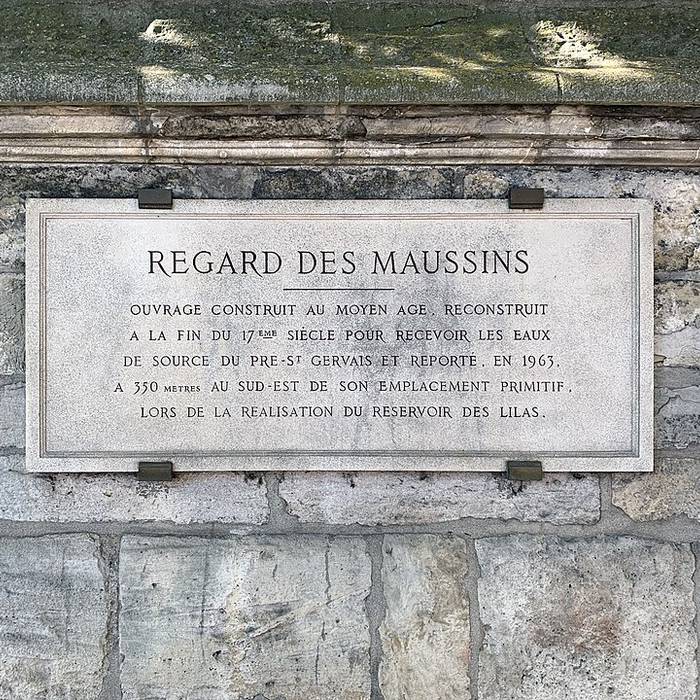 REGARD DES MAUSSINS
OUVRAGE CONSTRUIT AU MOYEN AGE, RECONSTRUIT
A LA FIN DU 17EME SIÈCLE POUR RECEVOIR LES EAUX
DE SOURCE DU PRE-ST GERVAIS ET REPORTÉ, EN 1963,
A 350 METRES AU SUD-EST DE SON EMPLACEMENT PRIMITIF,
LORS DE LA REALISATION DU RESERVOIR DES LILAS.